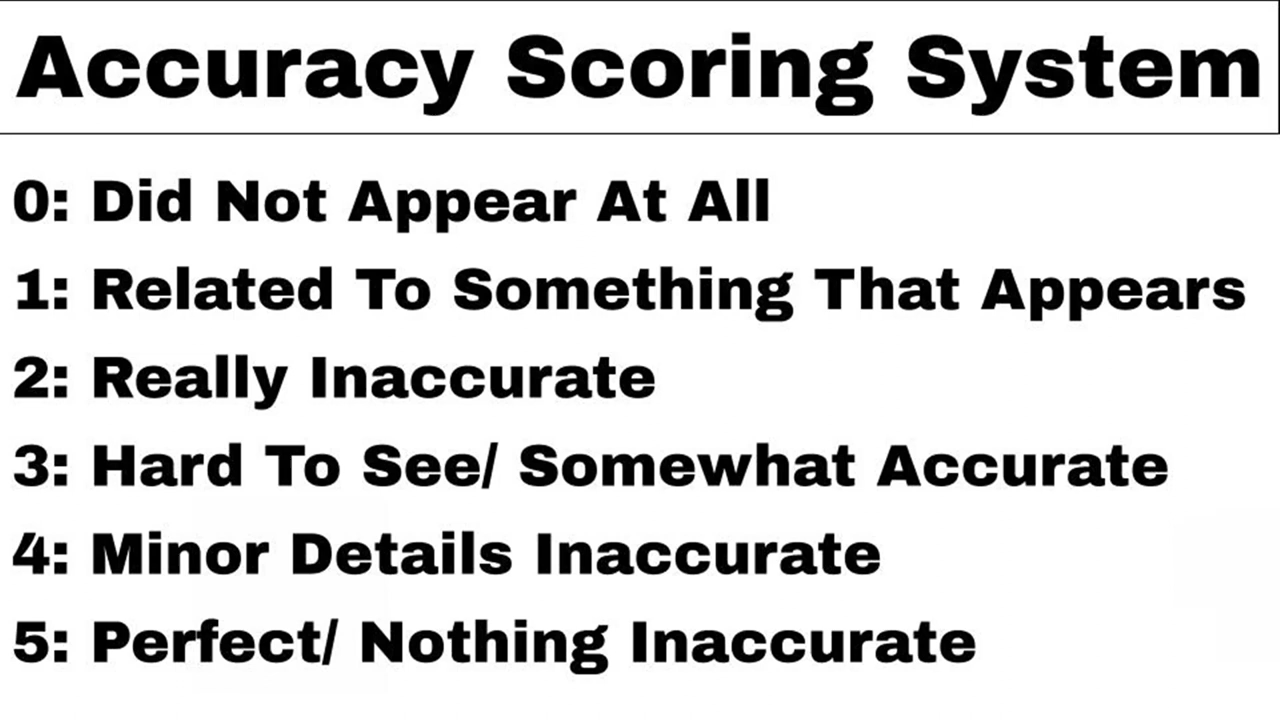 Accuracy Scoring System
0: Did Not Appear At All
1: Related To Something That Appears
2: Really Inaccurate
3: Hard To See/ Somewhat Accurate
4: Minor Details Inaccurate
5: Perfect/ Nothing Inaccurate